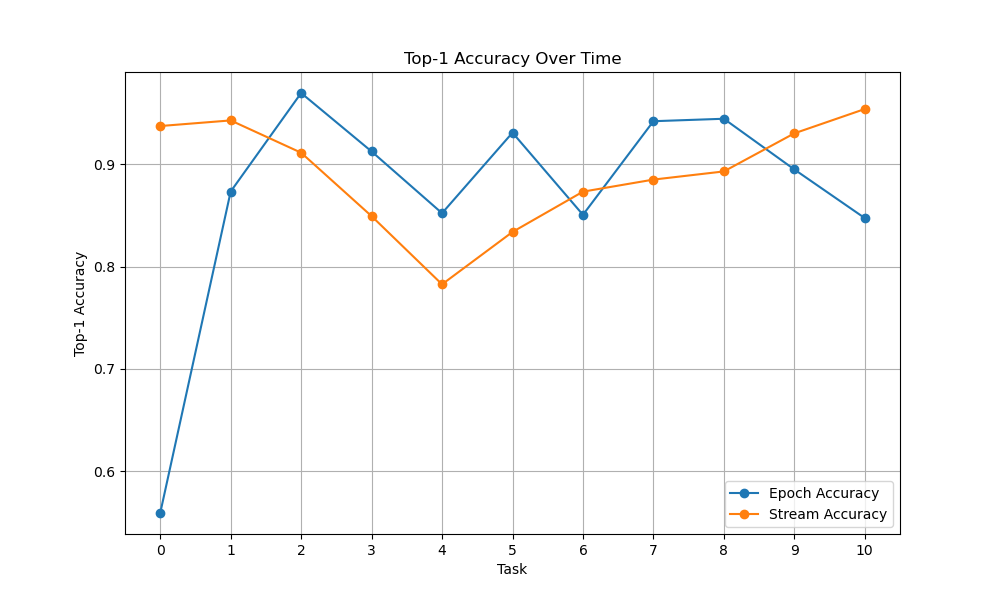 Top-1 Accuracy Over Time
Top-1 Accuracy
0.9
0.8
0.7
0.6
Epoch Accuracy
Stream Accuracy
0 1 2 3 4 5 6 7 8 9 10
Task